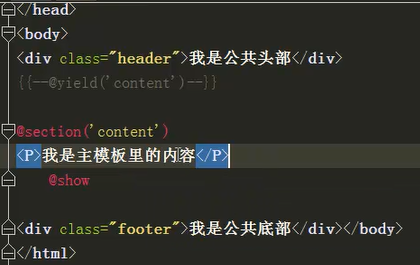 </head>
<body>
<div class="header">我是公共头部</div>
{{--@yield('content')--}}
@section('content')
<P>我是主模板里的内容</P>
@show
<div class="footer">我是公共底部</div></body>
</html>